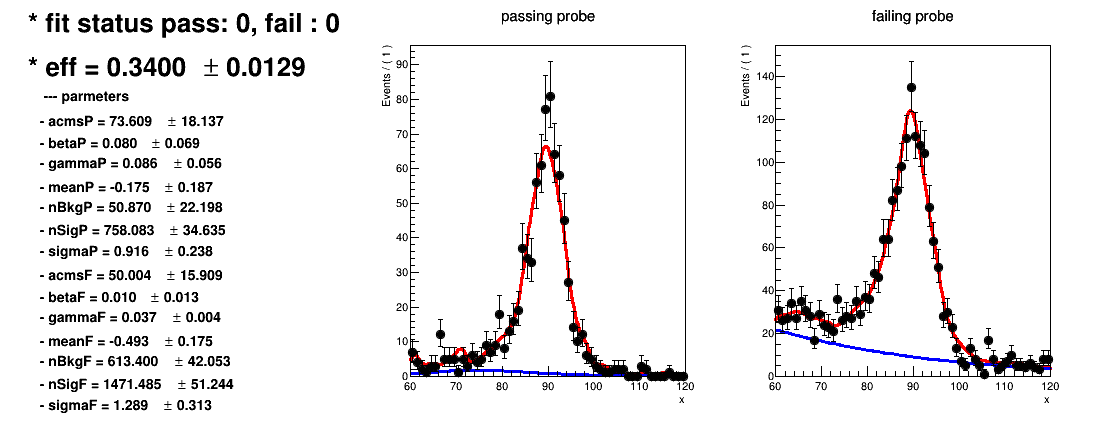 * fit status pass: 0, fail : 0
* eff = 0.3400 ± 0.0129
--- parmeters
- acmsP = 73.609 ± 18.137
- betaP = 0.080 ± 0.069
- gammaP = 0.086 ± 0.056
- meanP = -0.175 ± 0.187
- nBkgP = 50.870 ± 22.198
- nSigP = 758.083 ± 34.635
- sigmaP = 0.916 ± 0.238
- acmsF = 50.004 ± 15.909
- betaF = 0.010 ± 0.013
- gammaF = 0.037 ± 0.004
- meanF = -0.493 ± 0.175
- nBkgF = 613.400 ± 42.053
- nSigF = 1471.485 ± 51.244
- sigmaF = 1.289 ± 0.313
passing probe
Events / ( 1 )
90
80
70
60
50
40
30
20
10
0
60 70 80 90 100 110 120
x
failing probe
Events / ( 1 )
140
120
100
80
60
40
20
0
60 70 80 90 100 110 120
x